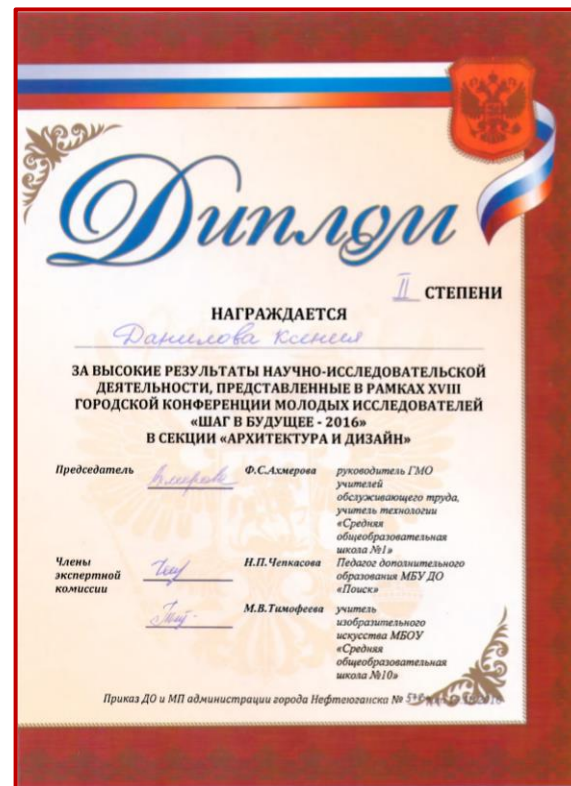 Диплом
II СТЕПЕНИ
НАГРАЖДАЕТСЯ
Данилова Ксения
ЗА ВЫСОКИЕ РЕЗУЛЬТАТЫ НАУЧНО-ИССЛЕДОВАТЕЛЬСКОЙ
ДЕЯТЕЛЬНОСТИ, ПРЕДСТАВЛЕННЫЕ В РАМКАХ XVIII
ГОРОДСКОЙ КОНФЕРЕНЦИИ МОЛОДЫХ ИССЛЕДОВАТЕЛЕЙ
«ШАГ В БУДУЩЕЕ - 2016»
В СЕКЦИИ «АРХИТЕКТУРА И ДИЗАЙН»
Председатель Ф.С.Ахмерова руководитель ГМО
учителей
обслуживающего труда,
учитель технологии
«Средняя
общеобразовательная
школа №1»
Члены Н.П.Чепкасова Педагог дополнительного
экспертной образования МБУ ДО
комиссии «Поиск»
М.В.Тимофеева учитель
изобразительного
искусства МБОУ
«Средняя
общеобразовательная
школа №10»
Приказ ДО и МП администрации города Нефтеюганска №